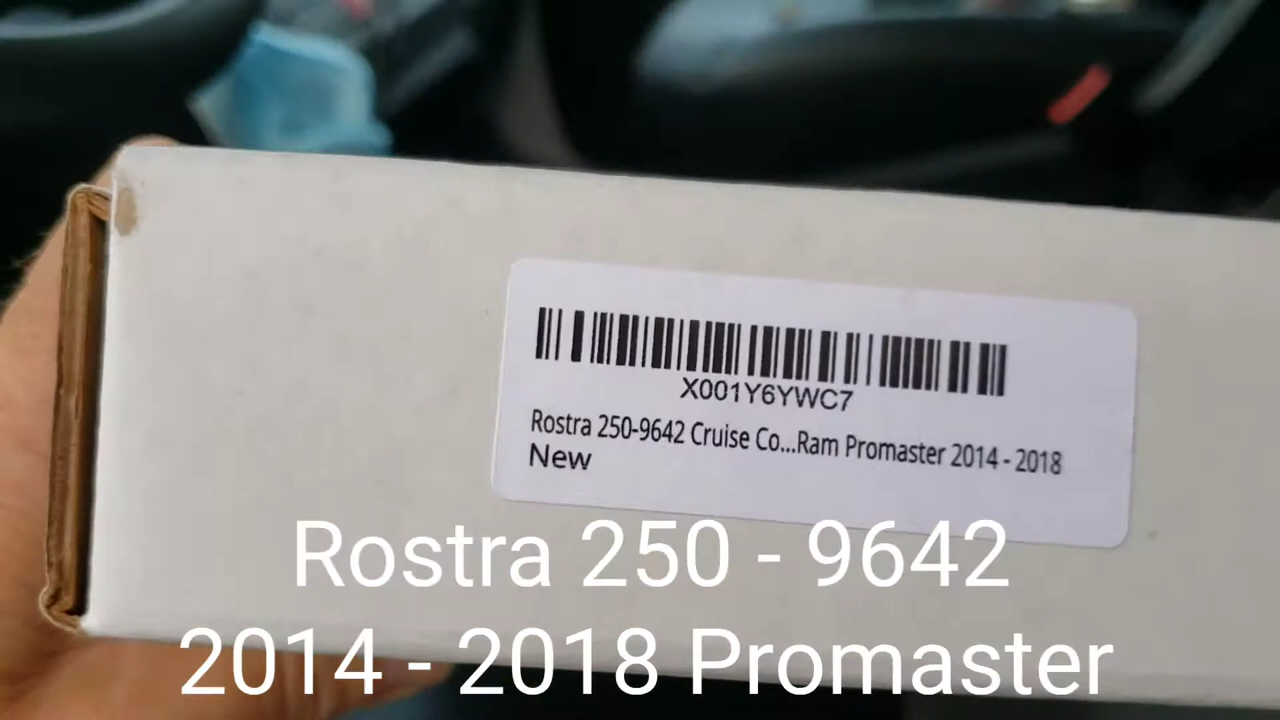 X001Y6YWC7
Rostra 250-9642 Cruise Co...Ram Promaster 2014 - 2018
New
Rostra 250 - 9642
2014 - 2018 Promaster